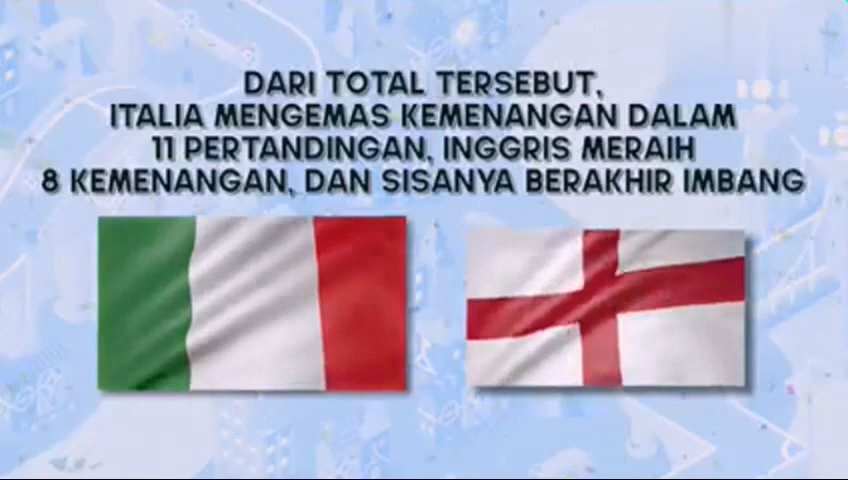 DARI TOTAL TERSEBUT,
ITALIA MENGEMAS KEMENANGAN DALAM
11 PERTANDINGAN, INGGRIS MERAIH
8 KEMENANGAN, DAN SISANYA BERAKHIR IMBANG